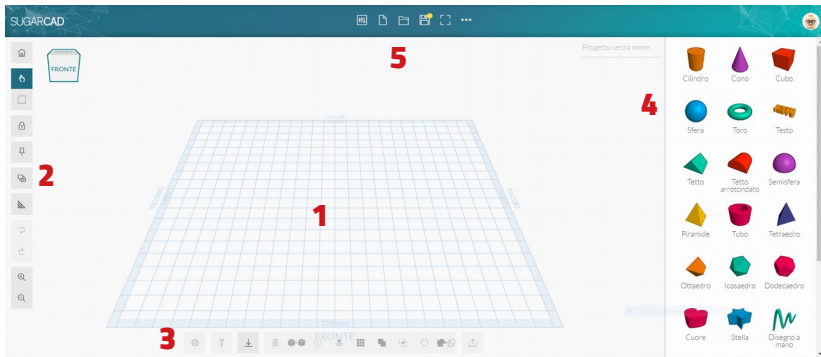 SUGARCAD
5
Progetto senza nome
FRONTE
Cilindro Cono Cubo
4
Sfera Toro Testo
2
Tetto Tetto arrotondato Semisfera
1
Piramide Tubo Tetraedro
Ottaedro Icosaedro Dodecaedro
250mm
3
FRONTE
Cuore Stella Disegno a mano